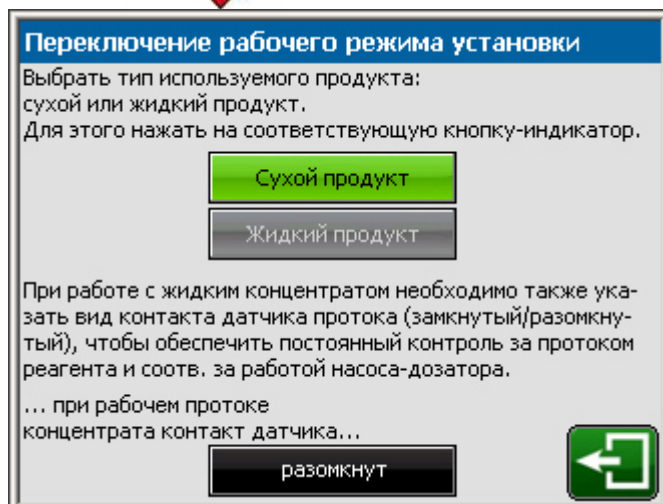 Переключение рабочего режима установки
Выбрать тип используемого продукта:
сухой или жидкий продукт.
Для этого нажать на соответствующую кнопку-индикатор.
Сухой продукт
Жидкий продукт
При работе с жидким концентратом необходимо также ука-
зать вид контакта датчика протока (замкнутый/разомкну-
тый), чтобы обеспечить постоянный контроль за протоком
реагента и соотв. за работой насоса-дозатора.
... при рабочем протоке
концентрата контакт датчика...
разомкнут